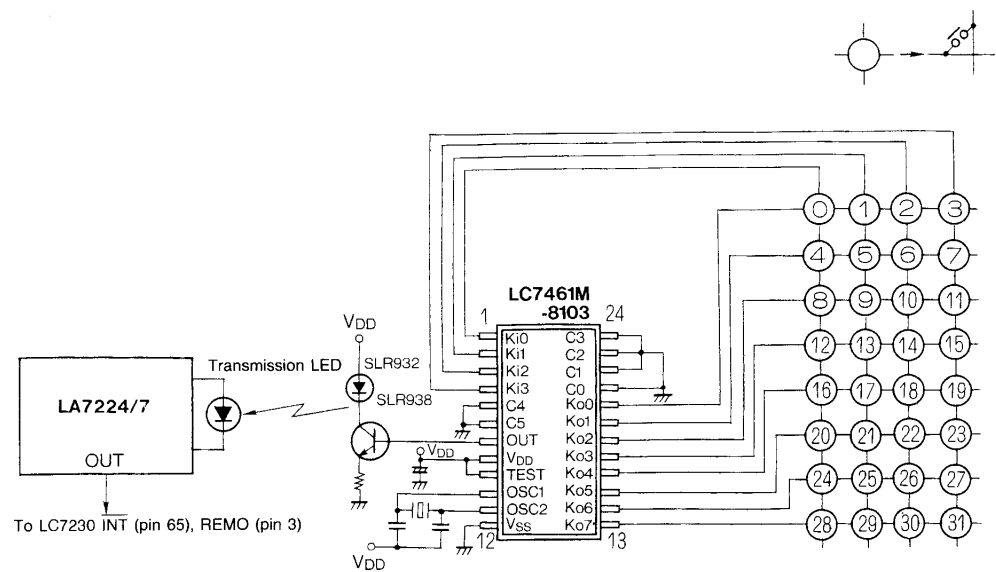 0 1 2 3
4 5 6 7
LC7461M
-8103
8 9 10 11
1 24
VDD
Ki0 C3
12 13 14 15
Ki1 C2
Transmission LED SLR932
Ki2 C1
Ki3 C0
16 17 18 19
SLR938
LA7224/7
C4 Ko0
C5 Ko1
20 21 22 23
OUT Ko2
VDD
VDD Ko3
OUT
TEST Ko4
24 25 26 27
OSC1 Ko5
OSC2 Ko6
To LC7230 INT (pin 65), REMO (pin 3)
VSS Ko7
28 29 30 31
12 13
VDD